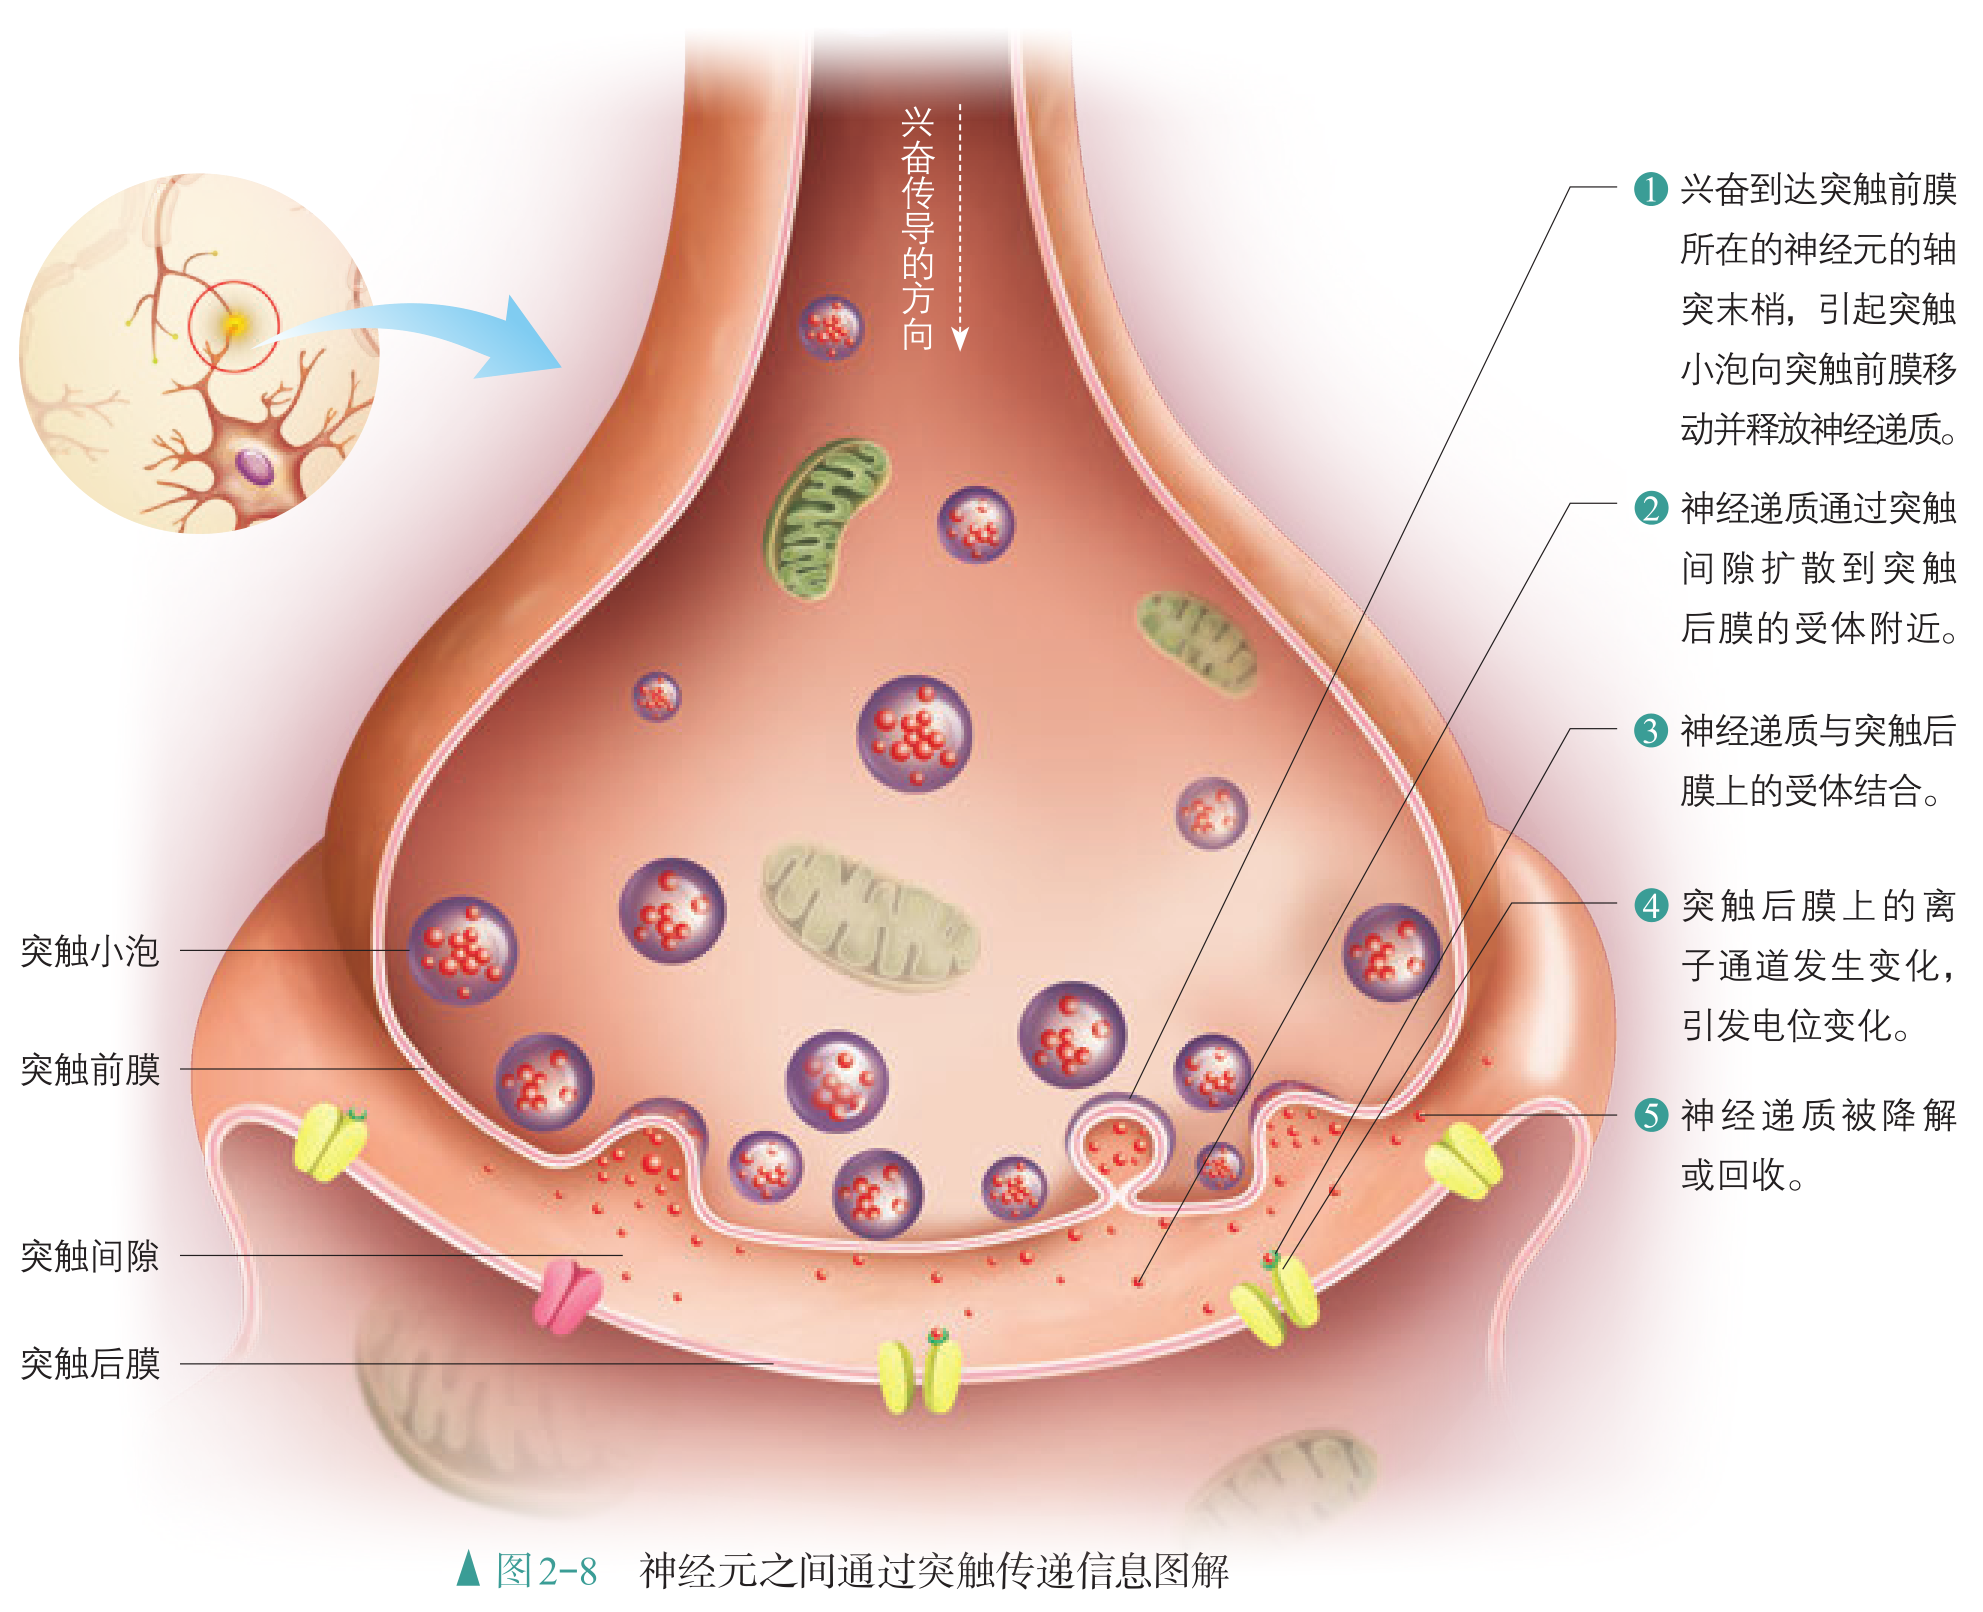 兴奋传导的方向
❶ 兴奋到达突触前膜
所在的神经元的轴
突末梢，引起突触
小泡向突触前膜移
动并释放神经递质。
❷ 神经递质通过突触
间隙扩散到突触
后膜的受体附近。
❸ 神经递质与突触后
膜上的受体结合。
❹ 突触后膜上的离
子通道发生变化，
引发电位变化。
❺ 神经递质被降解
或回收。
突触小泡
突触前膜
突触间隙
突触后膜
▲ 图2-8 神经元之间通过突触传递信息图解